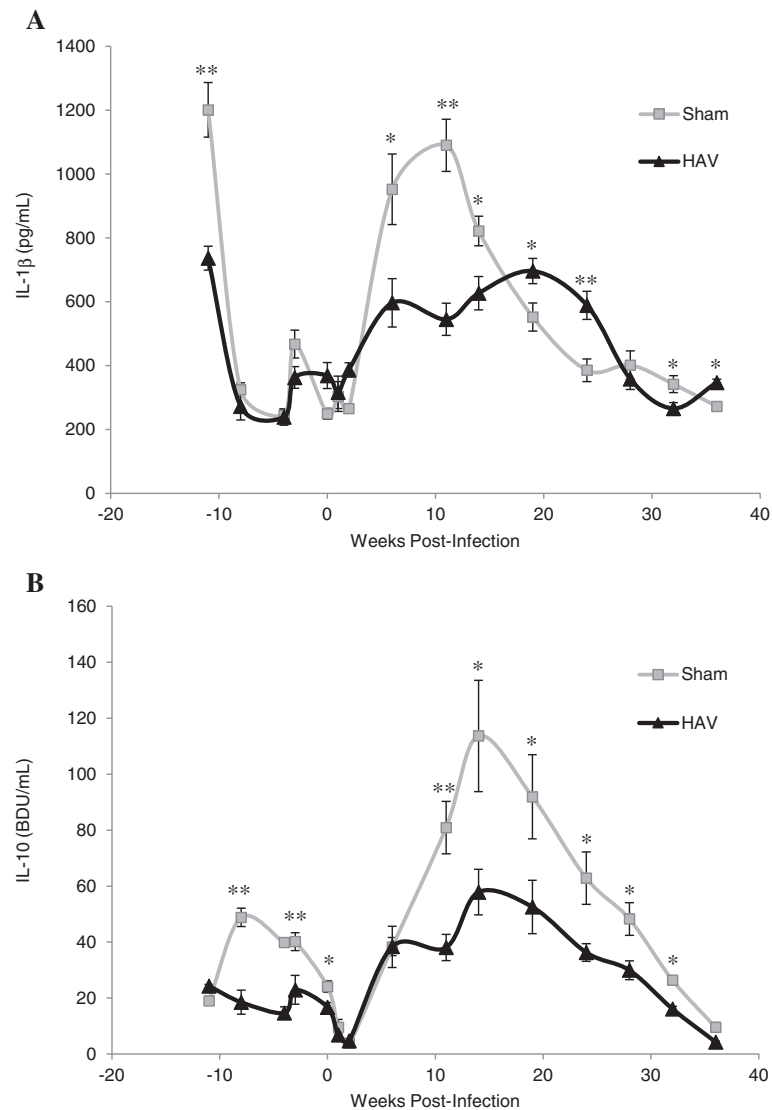 A
1400
1200
1000
800
600
400
200
0
IL-1β (pg/mL)
** * ** * * ** * *
Sham
HAV
-20 -10 0 10 20 30 40
Weeks Post-Infection
B
160
140
120
100
80
60
40
20
0
IL-10 (BDU/mL)
** ** * ** * * * * *
Sham
HAV
-20 -10 0 10 20 30 40
Weeks Post-Infection